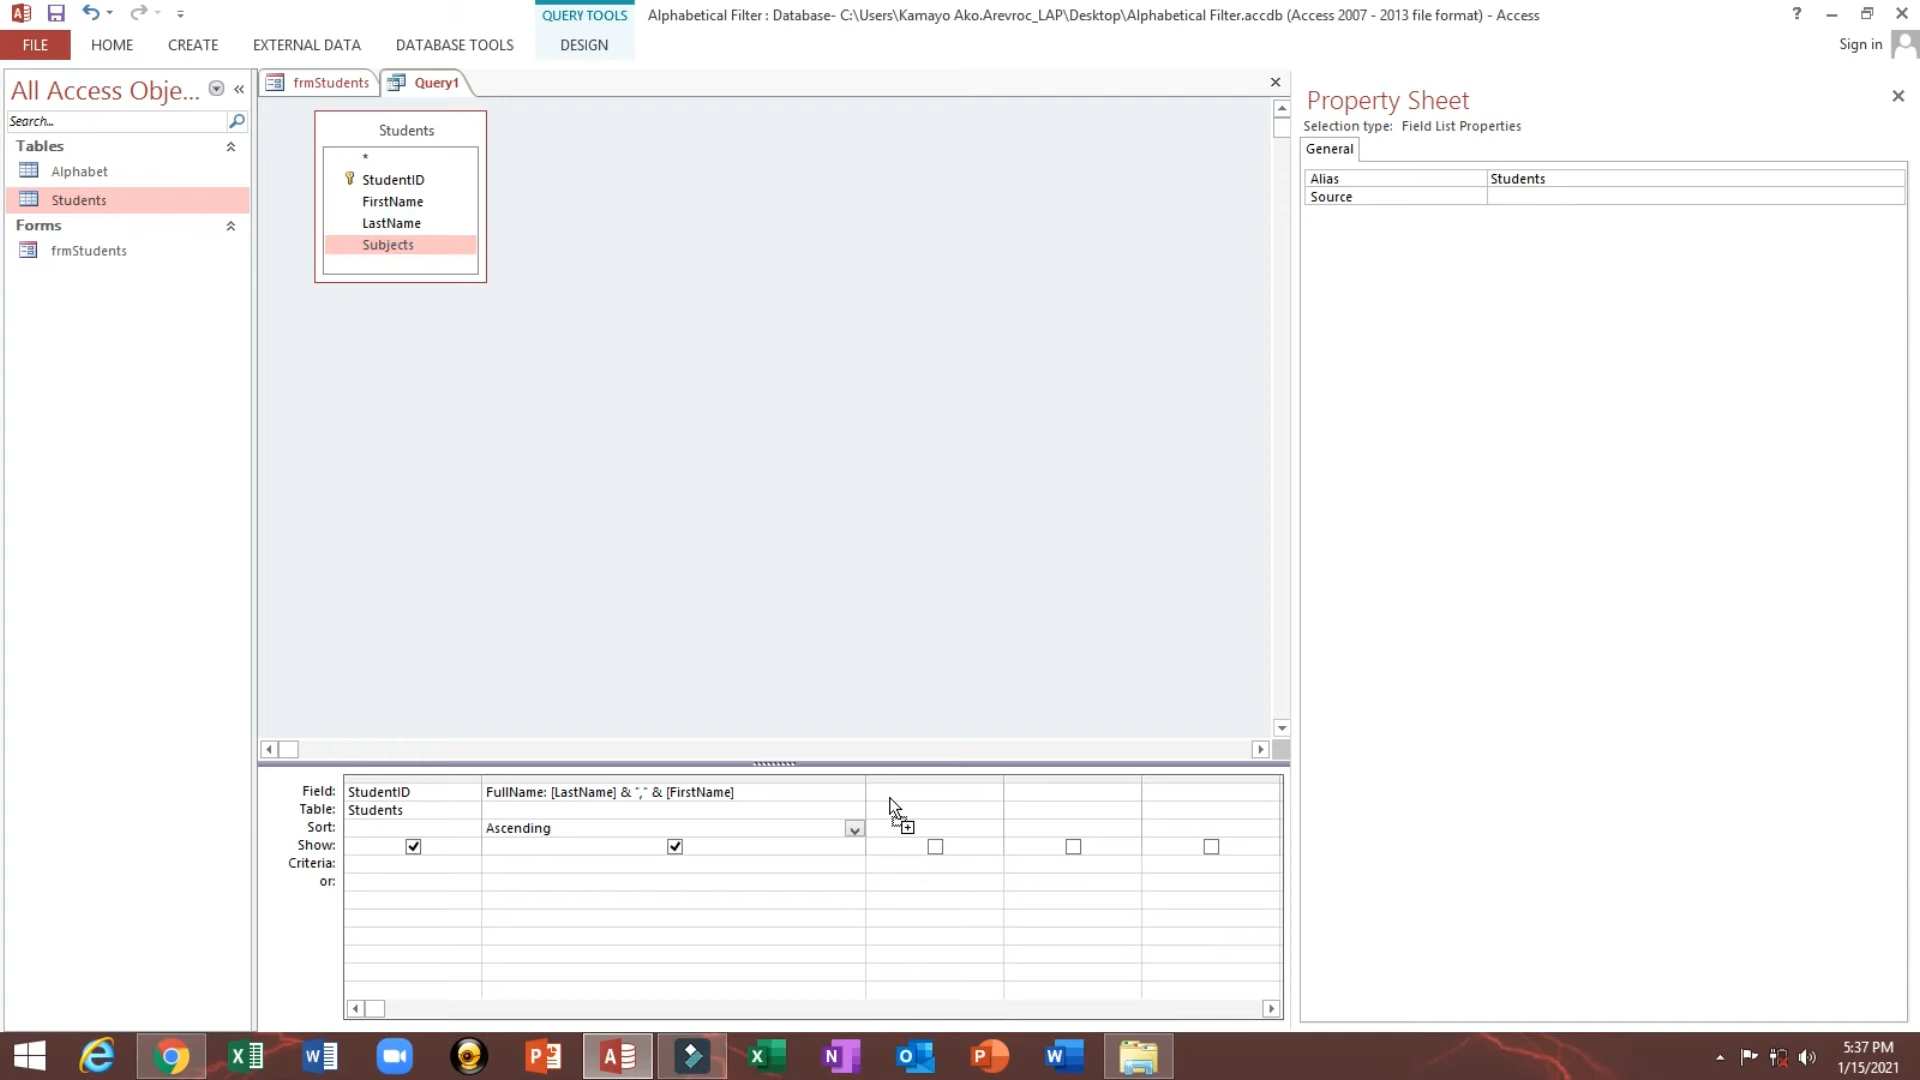 QUERY TOOLS
Alphabetical Filter : Database- C:\Users\Kamayo Ako.Arevroc_LAP\Desktop\Alphabetical Filter.accdb (Access 2007 - 2013 file format) - Access
FILE
HOME
CREATE
EXTERNAL DATA
DATABASE TOOLS
DESIGN
Sign in
All Access Obje...
Search...
Tables
Alphabet
Students
Forms
frmStudents
frmStudents
Query1
Students
*
StudentID
FirstName
LastName
Subjects
Property Sheet
Selection type: Field List Properties
General
Alias
Students
Source
Field:
StudentID
FullName: [LastName] & "," & [FirstName]
Table:
Students
Sort:
Ascending
Show:
Criteria:
or:
5:37 PM
1/15/2021